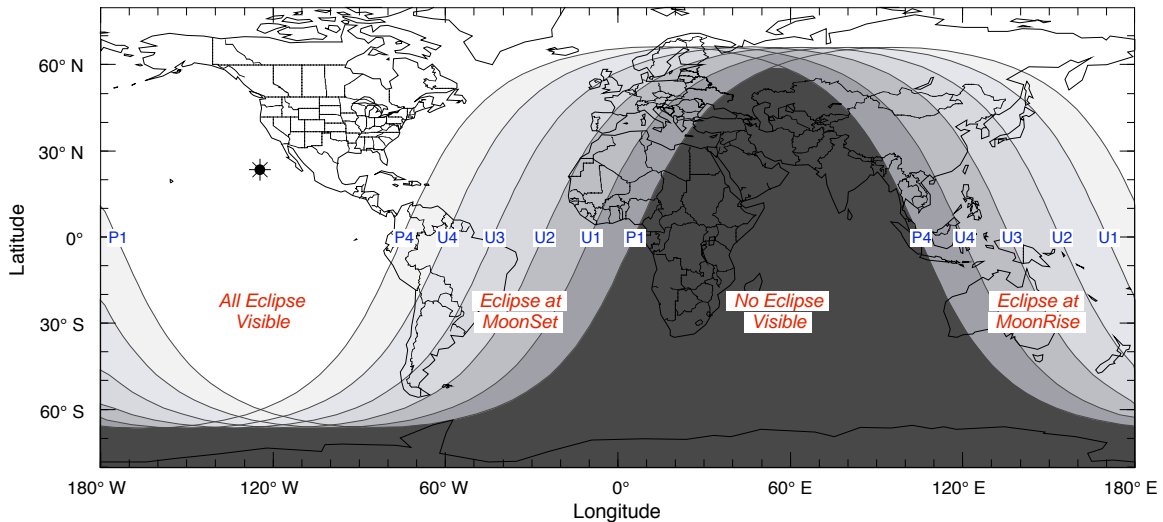 60° N
30° N
0°
30° S
60° S
Latitude
P1 P4 U4 U3 U2 U1 P1 P4 U4 U3 U2 U1
All Eclipse
Visible
Eclipse at
MoonSet
No Eclipse
Visible
Eclipse at
MoonRise
180° W 120° W 60° W 0° 60° E 120° E 180° E
Longitude